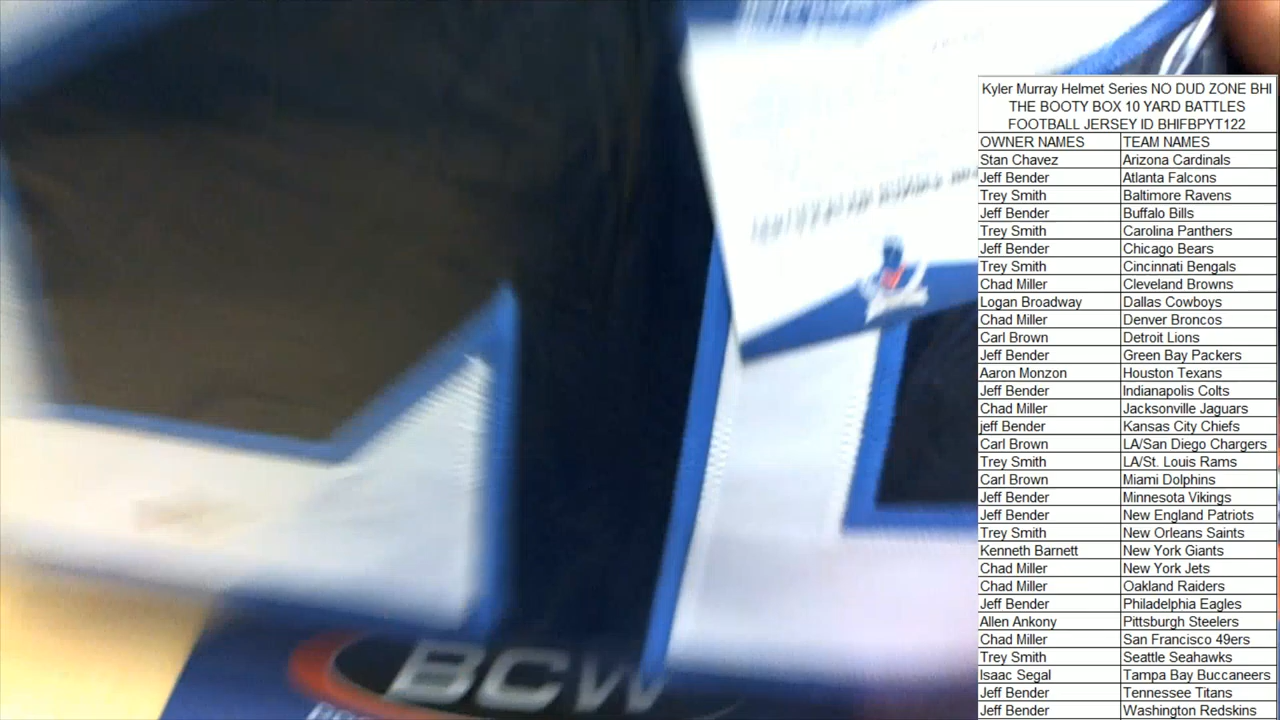 Kyler Murray Helmet Series NO DUD ZONE BHI
THE BOOTY BOX 10 YARD BATTLES
FOOTBALL JERSEY ID BHIFBPYT122
OWNER NAMES TEAM NAMES
Stan Chavez Arizona Cardinals
Jeff Bender Atlanta Falcons
Trey Smith Baltimore Ravens
Jeff Bender Buffalo Bills
Trey Smith Carolina Panthers
Jeff Bender Chicago Bears
Trey Smith Cincinnati Bengals
Chad Miller Cleveland Browns
Logan Broadway Dallas Cowboys
Chad Miller Denver Broncos
Carl Brown Detroit Lions
Jeff Bender Green Bay Packers
Aaron Monzon Houston Texans
Jeff Bender Indianapolis Colts
Chad Miller Jacksonville Jaguars
jeff Bender Kansas City Chiefs
Carl Brown LA/San Diego Chargers
Trey Smith LA/St. Louis Rams
Carl Brown Miami Dolphins
Jeff Bender Minnesota Vikings
Jeff Bender New England Patriots
Trey Smith New Orleans Saints
Kenneth Barnett New York Giants
Chad Miller New York Jets
Chad Miller Oakland Raiders
Jeff Bender Philadelphia Eagles
Allen Ankony Pittsburgh Steelers
Chad Miller San Francisco 49ers
Trey Smith Seattle Seahawks
Isaac Segal Tampa Bay Buccaneers
Jeff Bender Tennessee Titans
Jeff Bender Washington Redskins
BCW